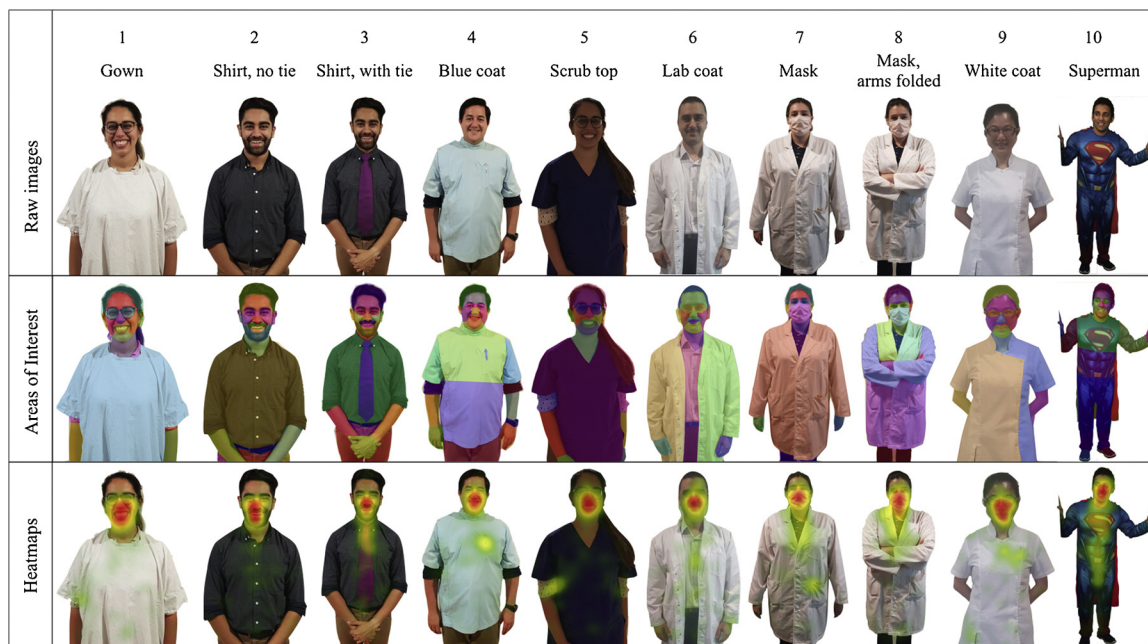 1 2 3 4 5 6 7 8 9 10
Gown Shirt, no tie Shirt, with tie Blue coat Scrub top Lab coat Mask Mask, arms folded White coat Superman
Raw images
Areas of Interest
Heatmaps